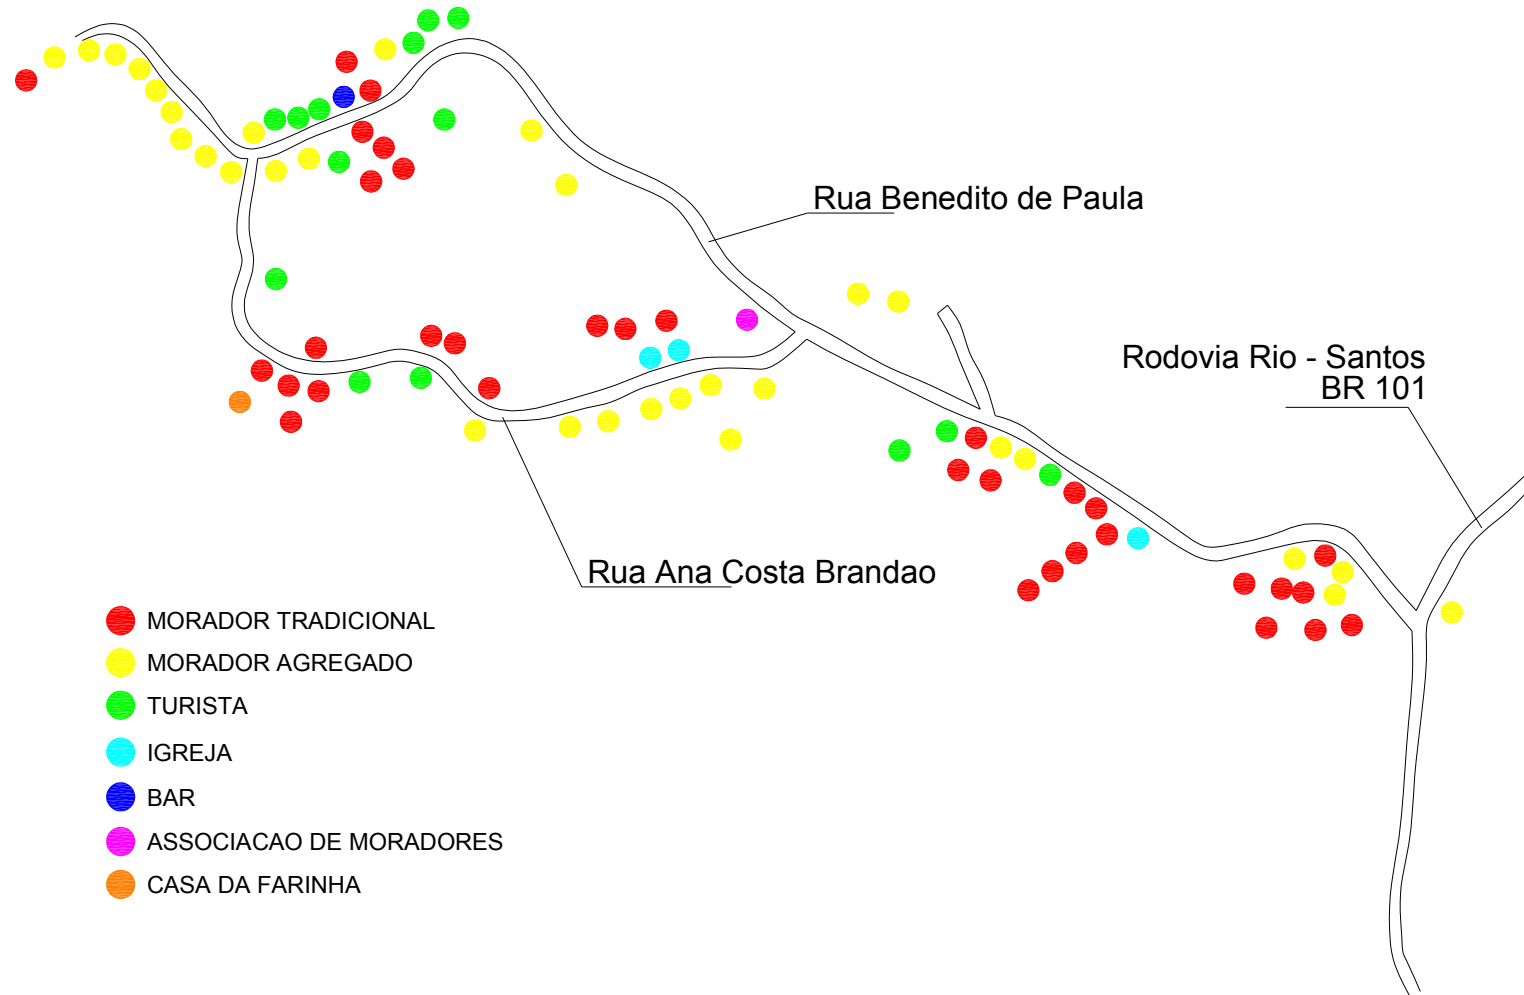 Rua Benedito de Paula
Rodovia Rio - Santos
BR 101
Rua Ana Costa Brandao
MORADOR TRADICIONAL
MORADOR AGREGADO
TURISTA
IGREJA
BAR
ASSOCIACAO DE MORADORES
CASA DA FARINHA